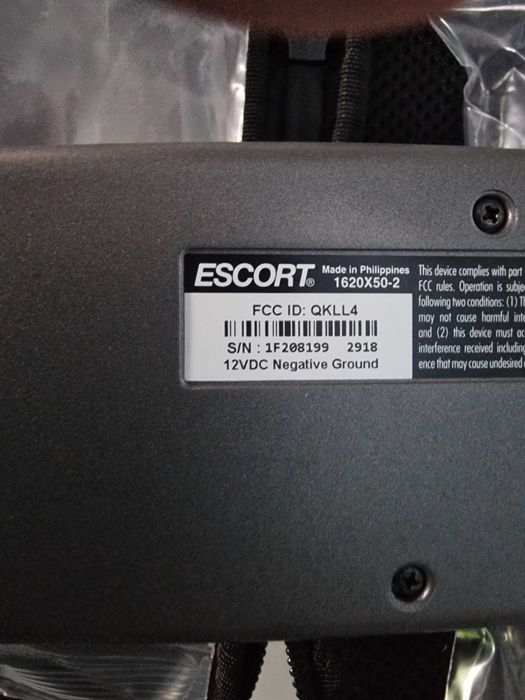 ESCORT®
Made in Philippines
1620X50-2
FCC ID: QKLL4
S/N : 1F208199 2918
12VDC Negative Ground
This device complies with part
FCC rules. Operation is
following two conditions: (1)
may not cause harmful
and (2) this device must
interference received including
ence that may cause undesired